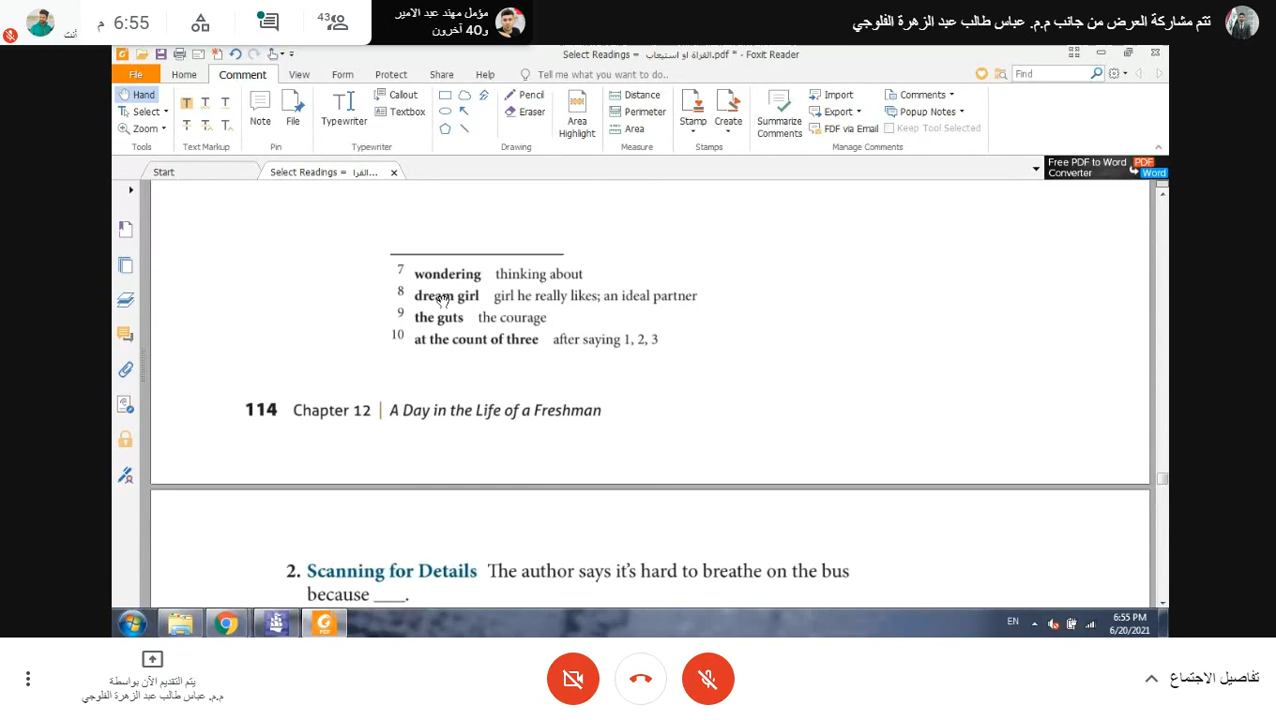 6:55 م
أنت
43
مؤمل مهند عبد الامير
و40 آخرون
تتم مشاركة العرض من جانب م.م. عباس طالب عبد الزهرة الفلوجي
Select Readings = القراة او استيعاب.pdf * - Foxit Reader
File Home Comment View Form Protect Share Help Tell me what you want to do.. Find
Hand
Select
Zoom
Tools
Text Markup
Note
File
Pin
Typewriter
Callout
Textbox
Typewriter
Pencil
Eraser
Area Highlight
Drawing
Distance
Perimeter
Area
Measure
Stamp
Create
Stamps
Summarize Comments
Import
Export
FDF via Email
Comments
Popup Notes
Keep Tool Selected
Manage Comments
Start
Select Readings = القرا...
Free PDF to Word Converter
PDF
Word
7 wondering thinking about
8 dream girl girl he really likes; an ideal partner
9 the guts the courage
10 at the count of three after saying 1, 2, 3
114 Chapter 12 | A Day in the Life of a Freshman
2. Scanning for Details The author says it's hard to breathe on the bus
because ____.
EN
6:55 PM
6/20/2021
يتم التقديم الآن بواسطة
م.م. عباس طالب عبد الزهرة الفلوجي
تفاصيل الاجتماع